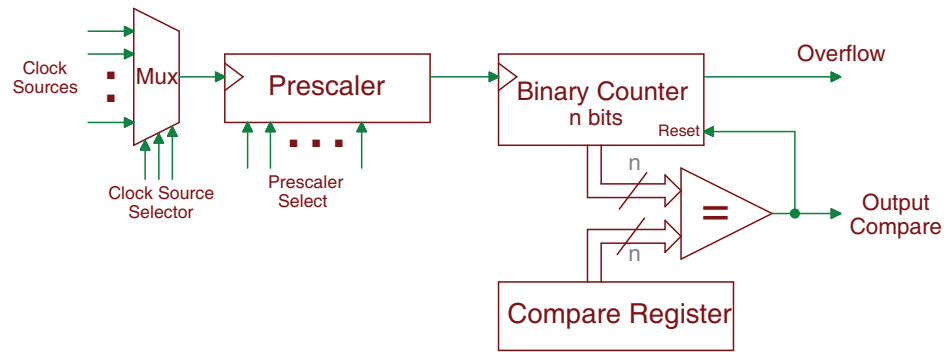 Clock
Sources
Mux
Prescaler
Binary Counter
n bits
Reset
Overflow
Clock Source
Selector
Prescaler
Select
n
n
=
Output
Compare
Compare Register